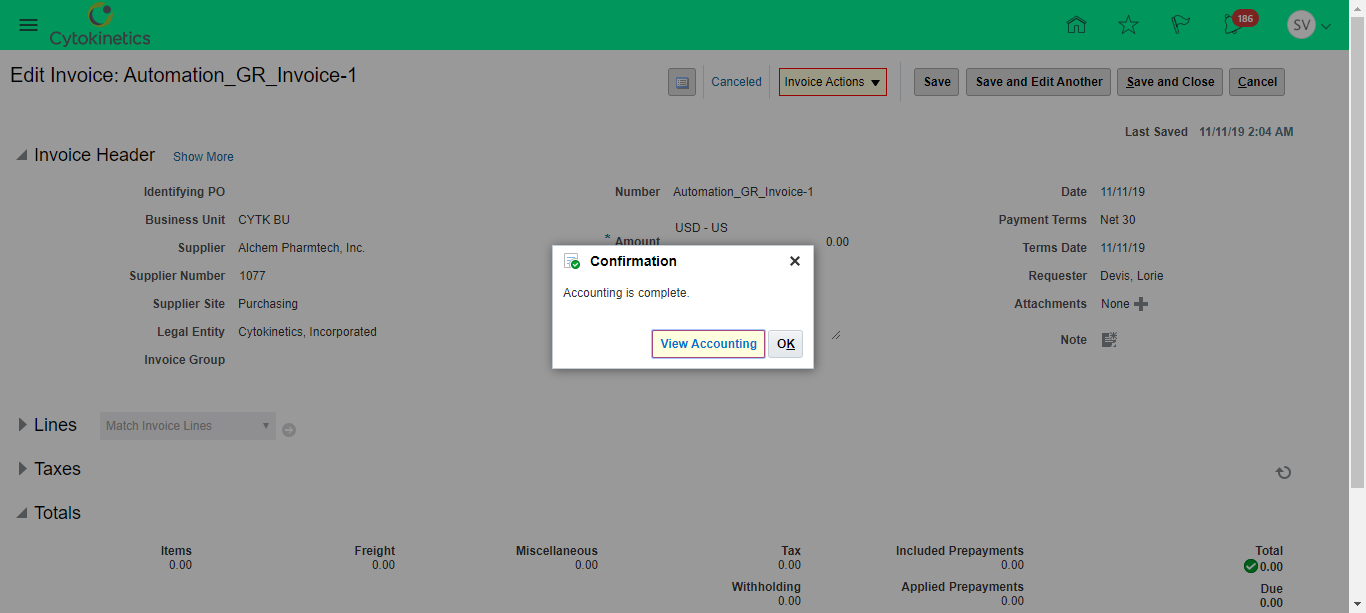 Cytokinetics
186
SV
Edit Invoice: Automation_GR_Invoice-1
Canceled
Invoice Actions
Save
Save and Edit Another
Save and Close
Cancel
Last Saved 11/11/19 2:04 AM
Invoice Header Show More
Identifying PO
Business Unit CYTK BU
Supplier Alchem Pharmtech, Inc.
Supplier Number 1077
Supplier Site Purchasing
Legal Entity Cytokinetics, Incorporated
Invoice Group
Number Automation_GR_Invoice-1
USD - US
* Amount 0.00
Date 11/11/19
Payment Terms Net 30
Terms Date 11/11/19
Requester Devis, Lorie
Attachments None
Note
Confirmation
Accounting is complete.
View Accounting OK
Lines Match Invoice Lines
Taxes
Totals
Items Freight Miscellaneous Tax Included Prepayments Total
0.00 0.00 0.00 0.00 0.00 0.00
Withholding Applied Prepayments Due
0.00 0.00 0.00